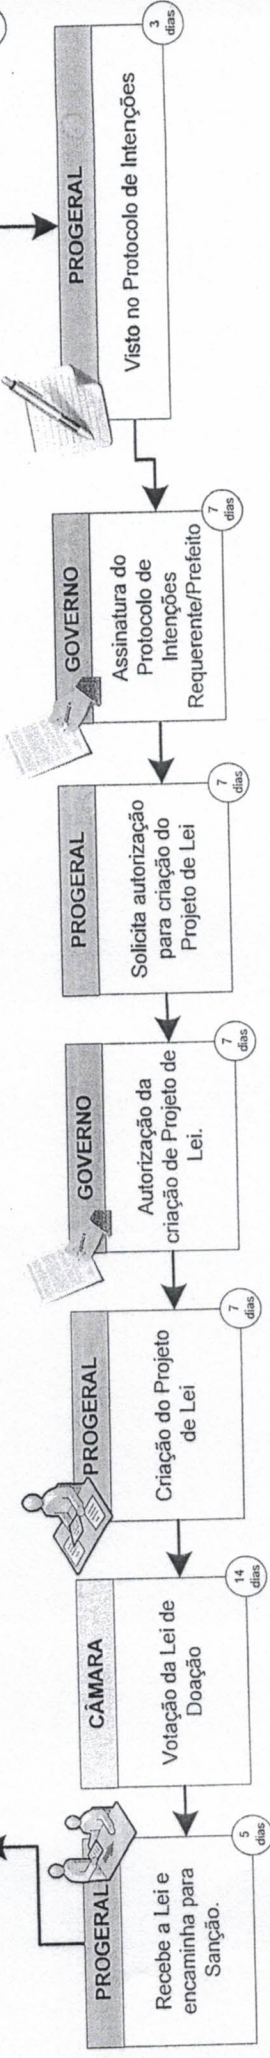 PROGERAL
Visto no Protocolo de Intenções
3
dias
GOVERNO
Assinatura do
Protocolo de
Intenções
Requerente/Prefeito
7
dias
PROGERAL
Solicita autorização
para criação do
Projeto de Lei
7
dias
GOVERNO
Autorização da
criação de Projeto de
Lei.
7
dias
PROGERAL
Criação do Projeto
de Lei
7
dias
CÂMARA
Votação da Lei de
Doação
14
dias
PROGERAL
Recebe a Lei e
encaminha para
Sanção.
5
dias